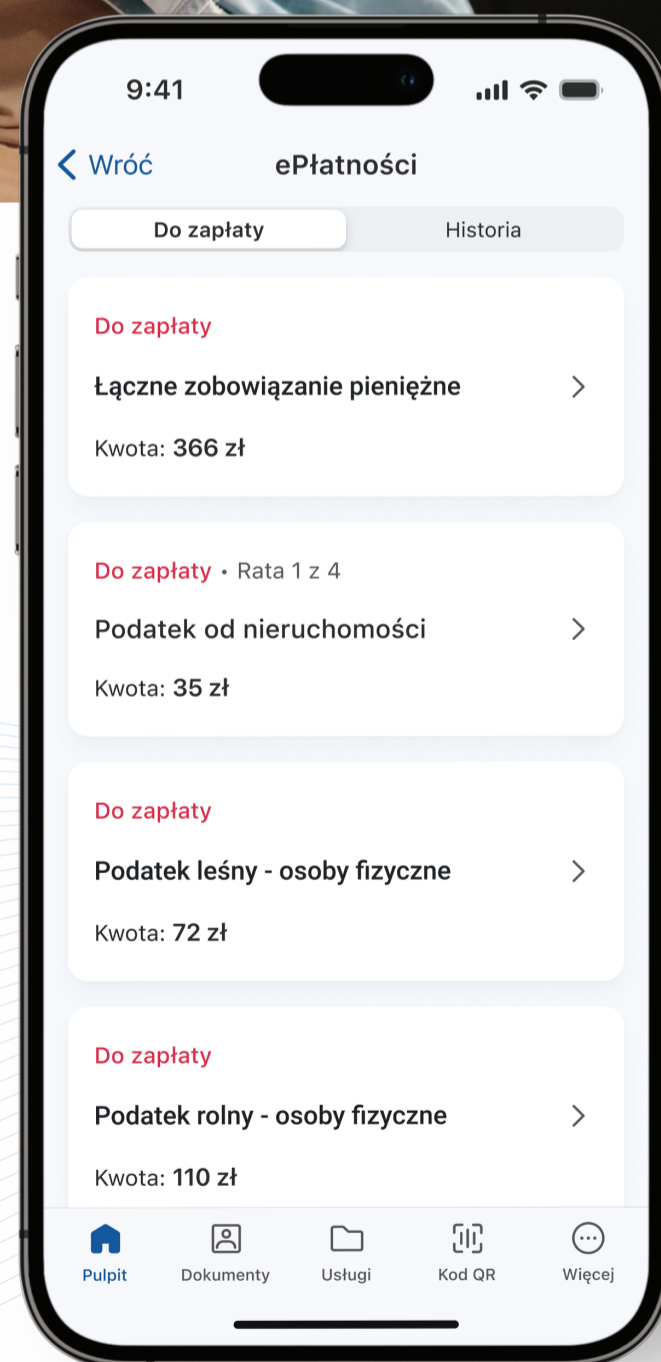 9:41
Wróć
ePłatności
Do zapłaty
Historia
Do zapłaty
Łączne zobowiązanie pieniężne
Kwota: 366 zł
Do zapłaty • Rata 1 z 4
Podatek od nieruchomości
Kwota: 35 zł
Do zapłaty
Podatek leśny - osoby fizyczne
Kwota: 72 zł
Do zapłaty
Podatek rolny - osoby fizyczne
Kwota: 110 zł
Pulpit
Dokumenty
Usługi
Kod QR
Więcej